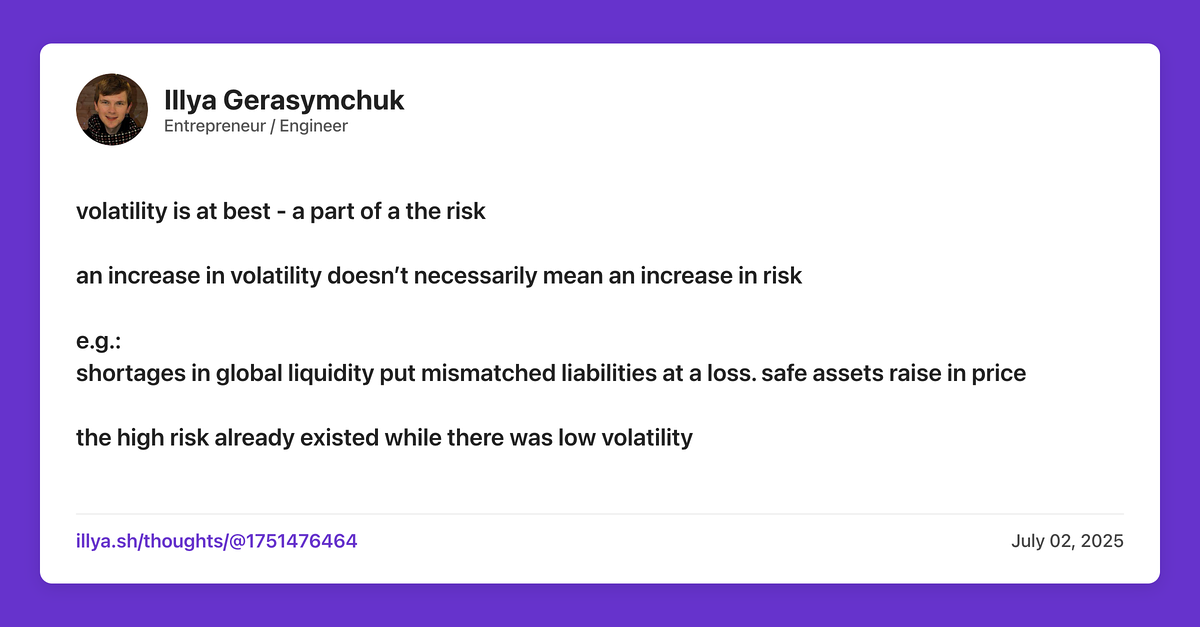 Illya Gerasymchuk
Entrepreneur / Engineer
volatility is at best - a part of a the risk
an increase in volatility doesn’t necessarily mean an increase in risk
e.g.:
shortages in global liquidity put mismatched liabilities at a loss. safe assets raise in price
the high risk already existed while there was low volatility
illya.sh/thoughts/@1751476464
July 02, 2025